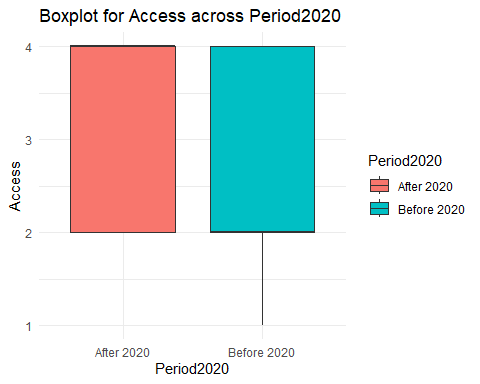 Boxplot for Access across Period2020
4
3
2
1
Access
After 2020
Before 2020
Period2020
Period2020
After 2020
Before 2020